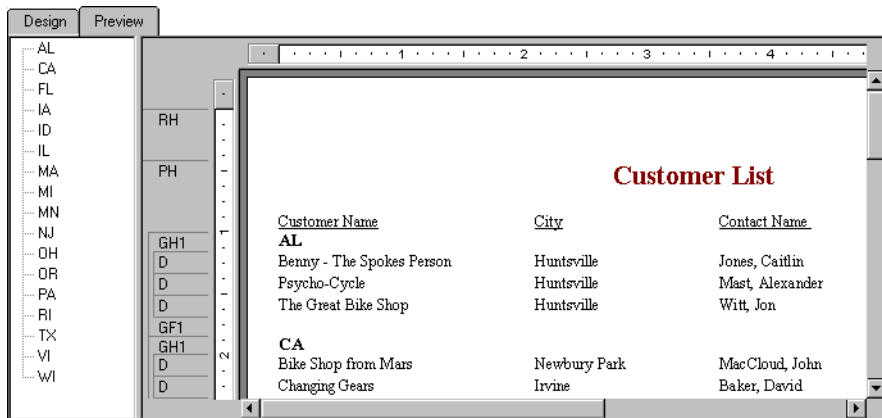 Design Preview
AL
CA
FL
IA
ID
IL
MA
MI
MN
NJ
OH
OR
PA
RI
TX
VI
WI
RH
PH
GH1
D
D
D
GF1
GH1
D
D
1 2 3 4
1
2
Customer List
Customer Name City Contact Name
AL
Benny - The Spokes Person Huntsville Jones, Caitlin
Psycho-Cycle Huntsville Mast, Alexander
The Great Bike Shop Huntsville Witt, Jon
CA
Bike Shop from Mars Newbury Park MacCloud, John
Changing Gears Irvine Baker, David